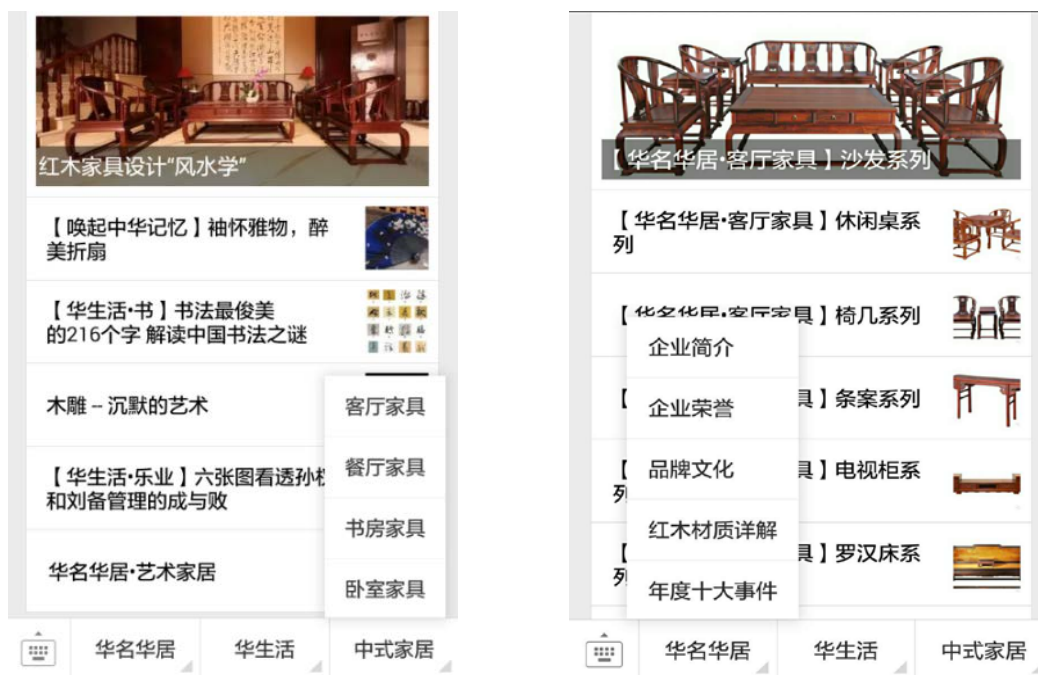 红木家具设计“风水学”
【唤起中华记忆】袖怀雅物，醉
美折扇
【华生活•书】书法最俊美
的216个字 解读中国书法之谜
木雕 -- 沉默的艺术
【华生活•乐业】六张图看透孙权
和刘备管理的成与败
华名华居•艺术家居
客厅家具
餐厅家具
书房家具
卧室家具
华名华居
华生活
中式家居
【华名华居•客厅家具】沙发系列
【华名华居•客厅家具】休闲桌系
列
【华名华居•客厅家具】椅几系列
具】条案系列
具】电视柜系
列
具】罗汉床系
列
企业简介
企业荣誉
品牌文化
红木材质详解
年度十大事件
华名华居
华生活
中式家居